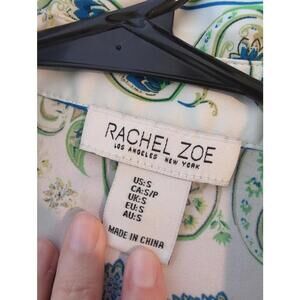 RACHEL ZOE
LOS ANGELES NEW YORK
US:S
CA:S/P
UK:S
EU:S
AU:S
MADE IN CHINA